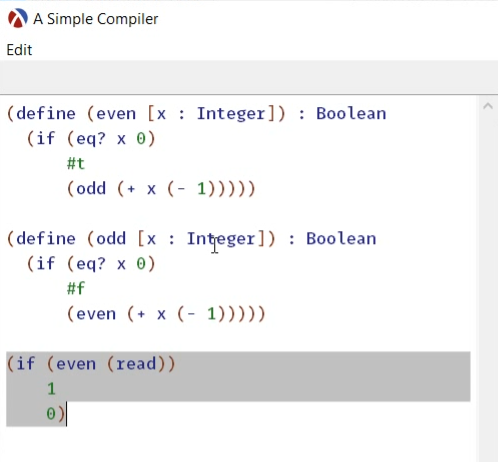 A Simple Compiler
Edit
(define (even [x : Integer]) : Boolean
(if (eq? x 0)
#t
(odd (+ x (- 1)))))
(define (odd [x : Integer]) : Boolean
(if (eq? x 0)
#f
(even (+ x (- 1)))))
(if (even (read))
1
0)